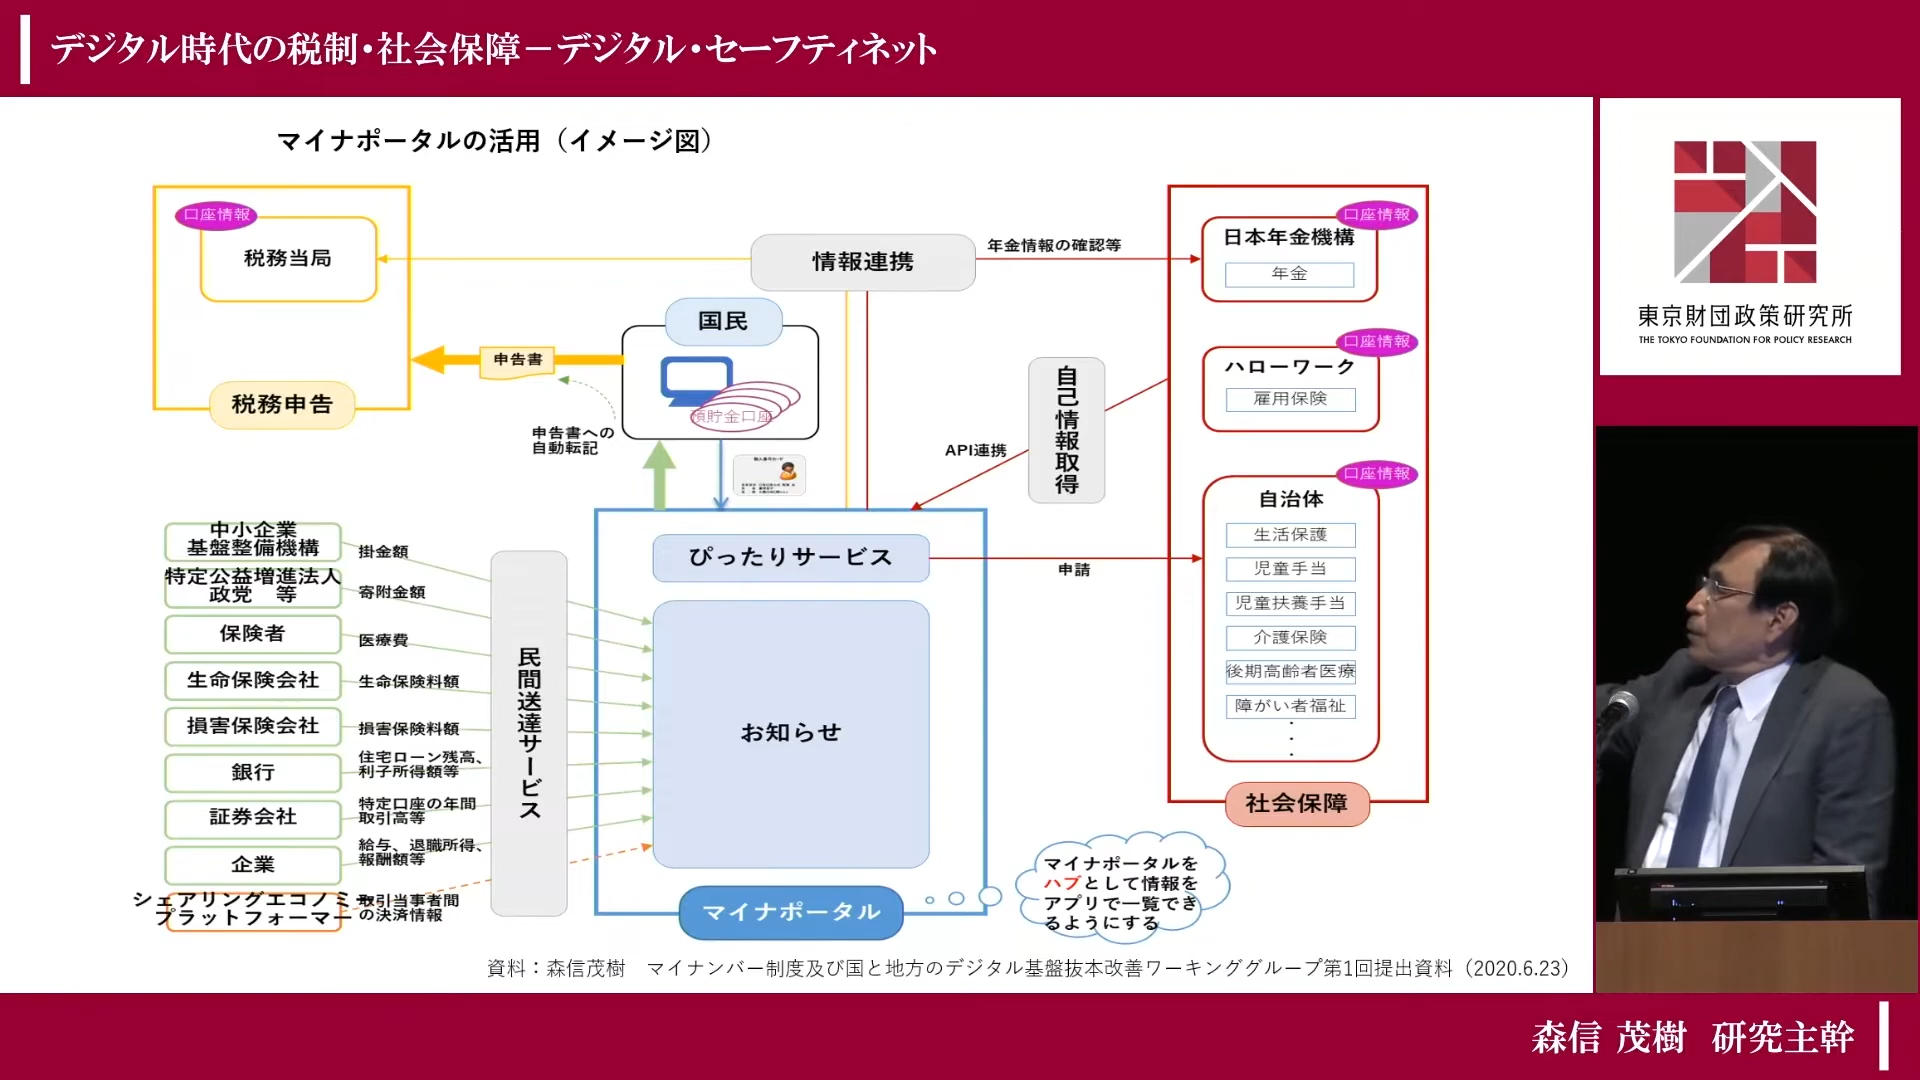 デジタル時代の税制・社会保障－デジタル・セーフティネット
マイナポータルの活用（イメージ図）
口座情報
税務当局
税務申告
情報連携
年金情報の確認等
国民
預貯金口座
申告書
申告書への
自動転記
自己情報取得
API連携
口座情報
日本年金機構
年金
口座情報
ハローワーク
雇用保険
口座情報
自治体
生活保護
児童手当
児童扶養手当
介護保険
後期高齢者医療
障がい者福祉
・
・
・
社会保障
中小企業
基盤整備機構
掛金額
特定公益増進法人
政党　等
寄附金額
保険者
医療費
生命保険会社
生命保険料額
損害保険会社
損害保険料額
銀行
住宅ローン残高、
利子所得額等
証券会社
特定口座の年間
取引高等
企業
給与、退職所得、
報酬額等
シェアリングエコノミー
プラットフォーマー
取引当事者間
の決済情報
民間送達サービス
ぴったりサービス
申請
お知らせ
マイナポータル
マイナポータルを
ハブとして情報を
アプリで一覧でき
るようにする
資料：森信茂樹　マイナンバー制度及び国と地方のデジタル基盤抜本改善ワーキンググループ第1回提出資料（2020.6.23）
東京財団政策研究所
THE TOKYO FOUNDATION FOR POLICY RESEARCH
森信 茂樹　研究主幹